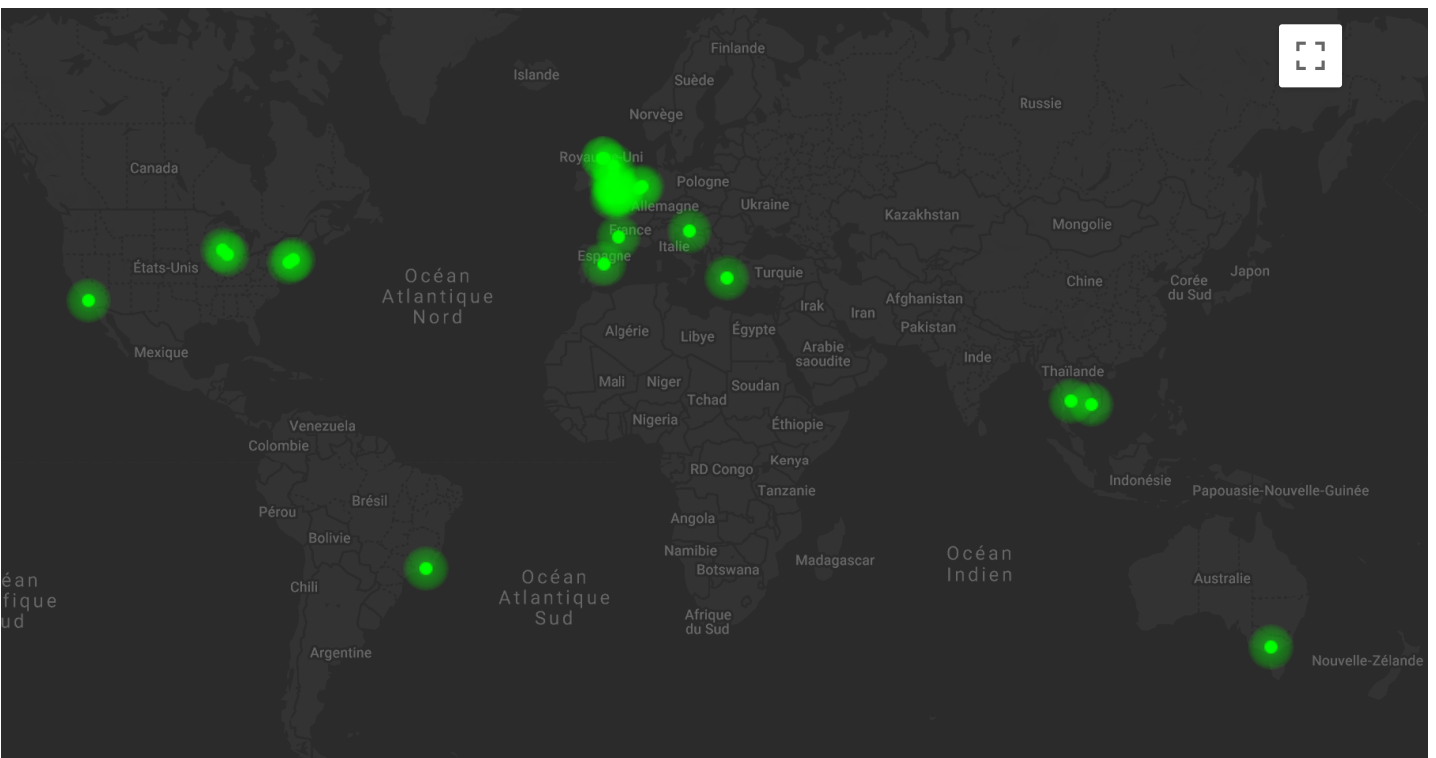 Finlande
Islande
Suède
Russie
Norvège
Royaume-Uni
Canada
Pologne
Allemagne
Ukraine
Kazakhstan
Mongolie
France
Italie
Espagne
États-Unis
Turquie
Japon
Océan
Atlantique
Nord
Chine
Corée
du Sud
Irak
Iran
Afghanistan
Pakistan
Algérie
Libye
Égypte
Arabie
saoudite
Inde
Mexique
Thaïlande
Mali
Niger
Soudan
Tchad
Nigeria
Éthiopie
Venezuela
Colombie
Kenya
RD Congo
Tanzanie
Indonésie
Papouasie-Nouvelle-Guinée
Brésil
Pérou
Angola
Bolivie
Namibie
Botswana
Madagascar
Océan
Indien
Australie
Chili
Océan
Atlantique
Sud
éan
fique
ud
Afrique
du Sud
Argentine
Nouvelle-Zélande